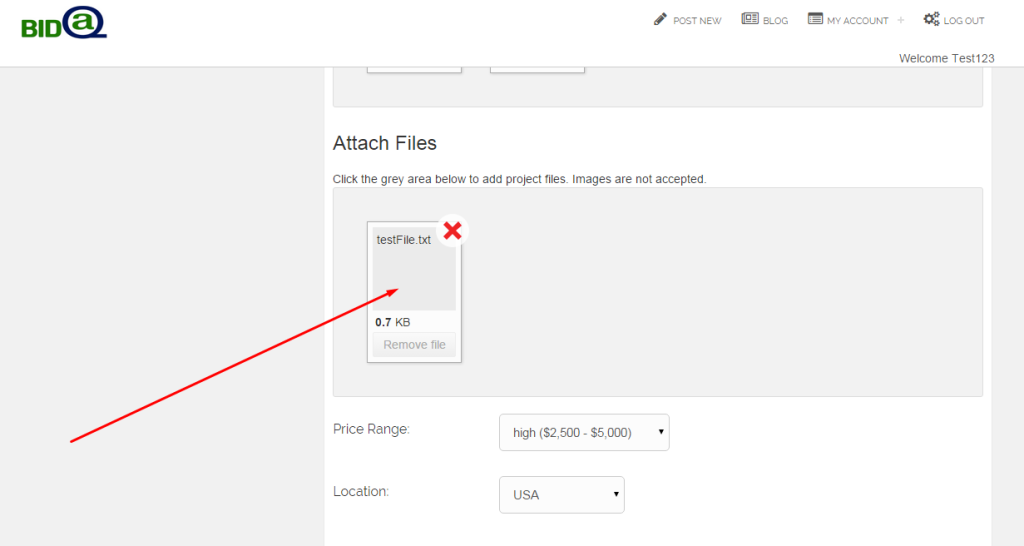 BID@
POST NEW BLOG MY ACCOUNT + LOG OUT
Welcome Test123
Attach Files
Click the grey area below to add project files. Images are not accepted.
testFile.txt
0.7 KB
Remove file
Price Range: high ($2,500 - $5,000)
Location: USA